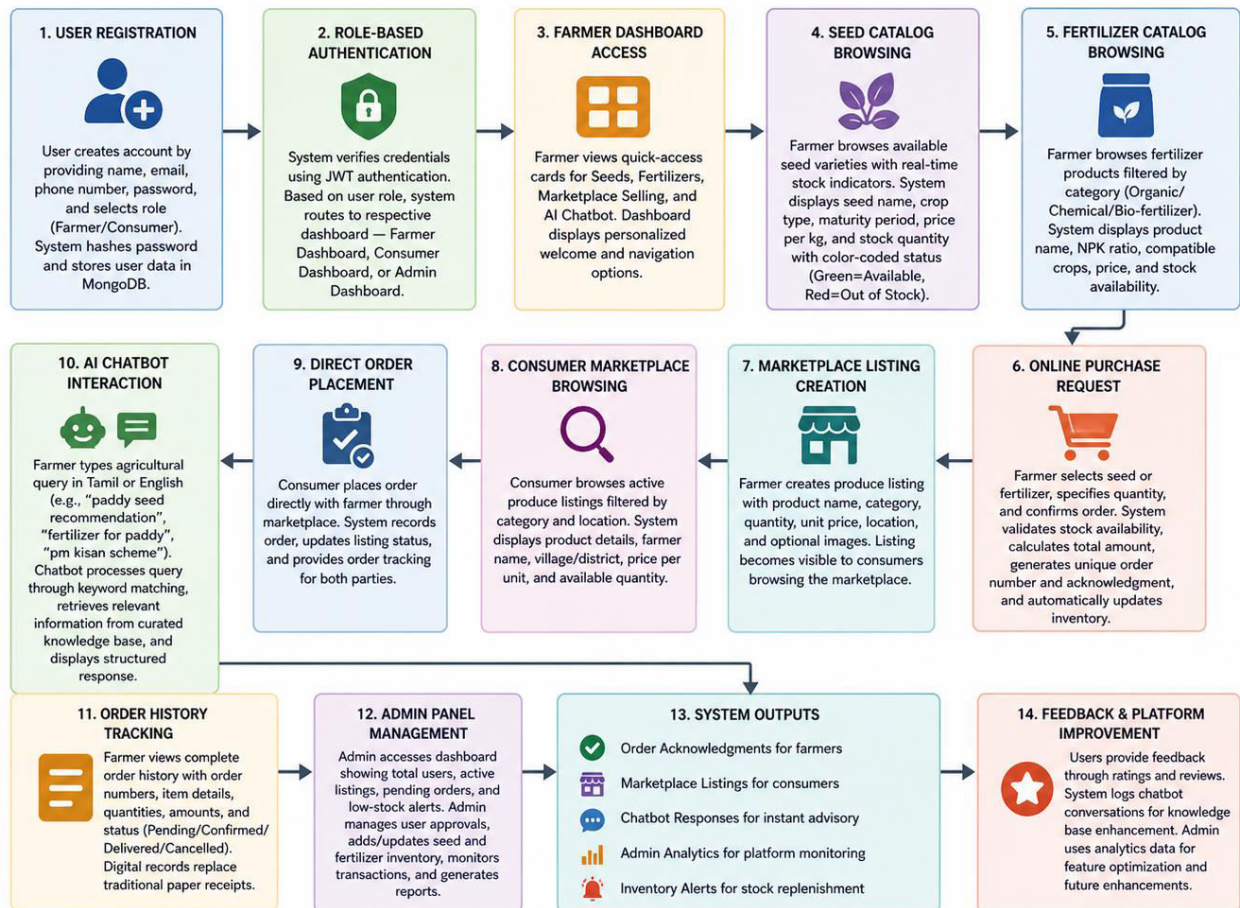 1. USER REGISTRATION
User creates account by
providing name, email,
phone number, password,
and selects role
(Farmer/Consumer).
System hashes password
and stores user data in
MongoDB.
2. ROLE-BASED
AUTHENTICATION
System verifies credentials
using JWT authentication.
Based on user role, system
routes to respective
dashboard — Farmer
Dashboard, Consumer
Dashboard, or Admin
Dashboard.
3. FARMER DASHBOARD
ACCESS
Farmer views quick-access
cards for Seeds, Fertilizers,
Marketplace Selling, and
AI Chatbot. Dashboard
displays personalized
welcome and navigation
options.
4. SEED CATALOG
BROWSING
Farmer browses available
seed varieties with real-time
stock indicators. System
displays seed name, crop
type, maturity period, price
per kg, and stock quantity
with color-coded status
(Green=Available,
Red=Out of Stock).
5. FERTILIZER CATALOG
BROWSING
Farmer browses fertilizer
products filtered by
category (Organic/
Chemical/Bio-fertilizer).
System displays product
name, NPK ratio, compatible
crops, price, and stock
availability.
6. ONLINE PURCHASE
REQUEST
Farmer selects seed or
fertilizer, specifies quantity,
and confirms order. System
validates stock availability,
calculates total amount,
generates unique order
number and acknowledgment,
and automatically updates
inventory.
7. MARKETPLACE LISTING
CREATION
Farmer creates produce listing
with product name, category,
quantity, unit price, location,
and optional images. Listing
becomes visible to consumers
browsing the marketplace.
8. CONSUMER MARKETPLACE
BROWSING
Consumer browses active
produce listings filtered by
category and location. System
displays product details, farmer
name, village/district, price per
unit, and available quantity.
9. DIRECT ORDER
PLACEMENT
Consumer places order
directly with farmer through
marketplace. System records
order, updates listing status,
and provides order tracking
for both parties.
10. AI CHATBOT
INTERACTION
Farmer types agricultural
query in Tamil or English
(e.g., “paddy seed
recommendation”,
“fertilizer for paddy”,
“pm kisan scheme”).
Chatbot processes query
through keyword matching,
retrieves relevant
information from curated
knowledge base, and
displays structured
response.
11. ORDER HISTORY
TRACKING
Farmer views complete
order history with order
numbers, item details,
quantities, amounts, and
status (Pending/Confirmed/
Delivered/Cancelled).
Digital records replace
traditional paper receipts.
12. ADMIN PANEL
MANAGEMENT
Admin accesses dashboard
showing total users, active
listings, pending orders, and
low-stock alerts. Admin
manages user approvals,
adds/updates seed and
fertilizer inventory, monitors
transactions, and generates
reports.
13. SYSTEM OUTPUTS
Order Acknowledgments for farmers
Marketplace Listings for consumers
Chatbot Responses for instant advisory
Admin Analytics for platform monitoring
Inventory Alerts for stock replenishment
14. FEEDBACK & PLATFORM
IMPROVEMENT
Users provide feedback
through ratings and reviews.
System logs chatbot
conversations for knowledge
base enhancement. Admin
uses analytics data for
feature optimization and
future enhancements.